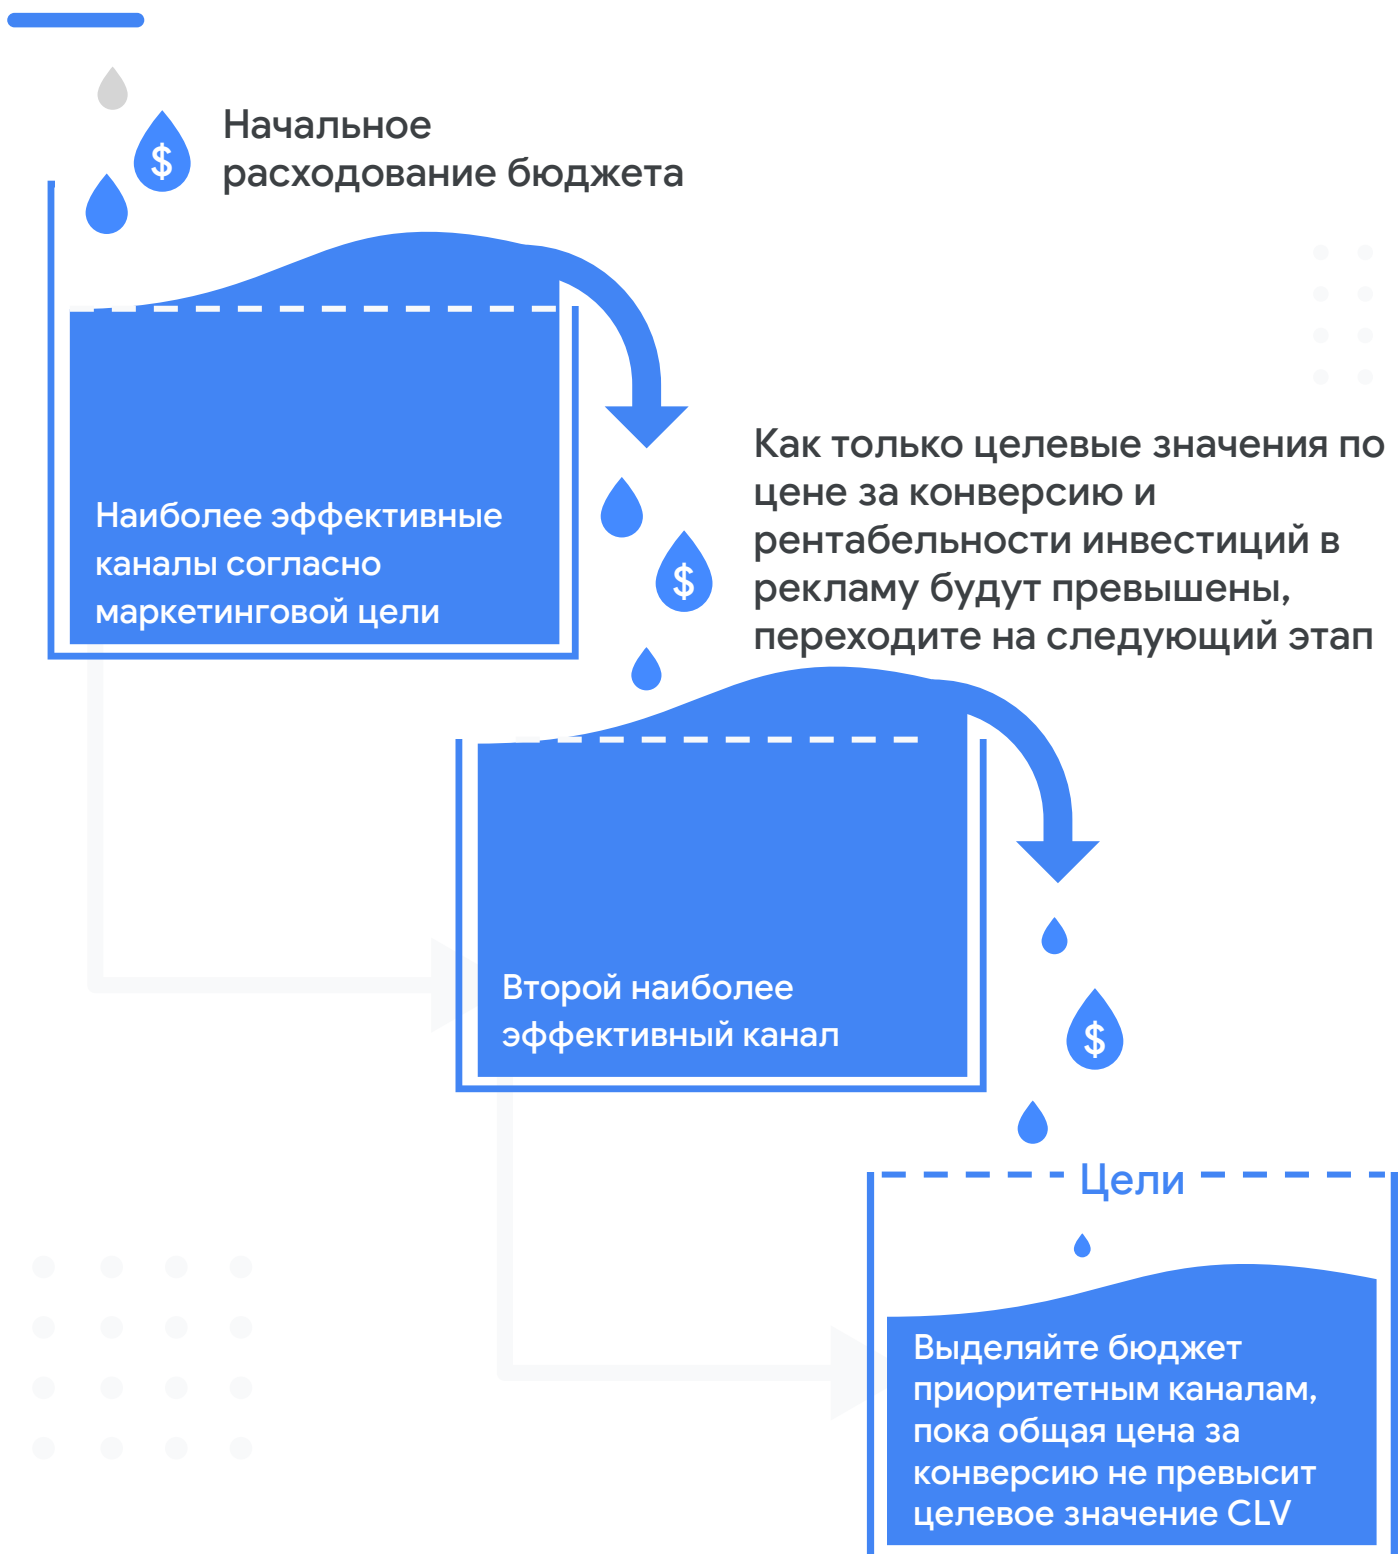 Начальное
расходование бюджета
$
Наиболее эффективные
каналы согласно
маркетинговой цели
Как только целевые значения по
цене за конверсию и
рентабельности инвестиций в
рекламу будут превышены,
переходите на следующий этап
$
Второй наиболее
эффективный канал
$
Цели
Выделяйте бюджет
приоритетным каналам,
пока общая цена за
конверсию не превысит
целевое значение CLV